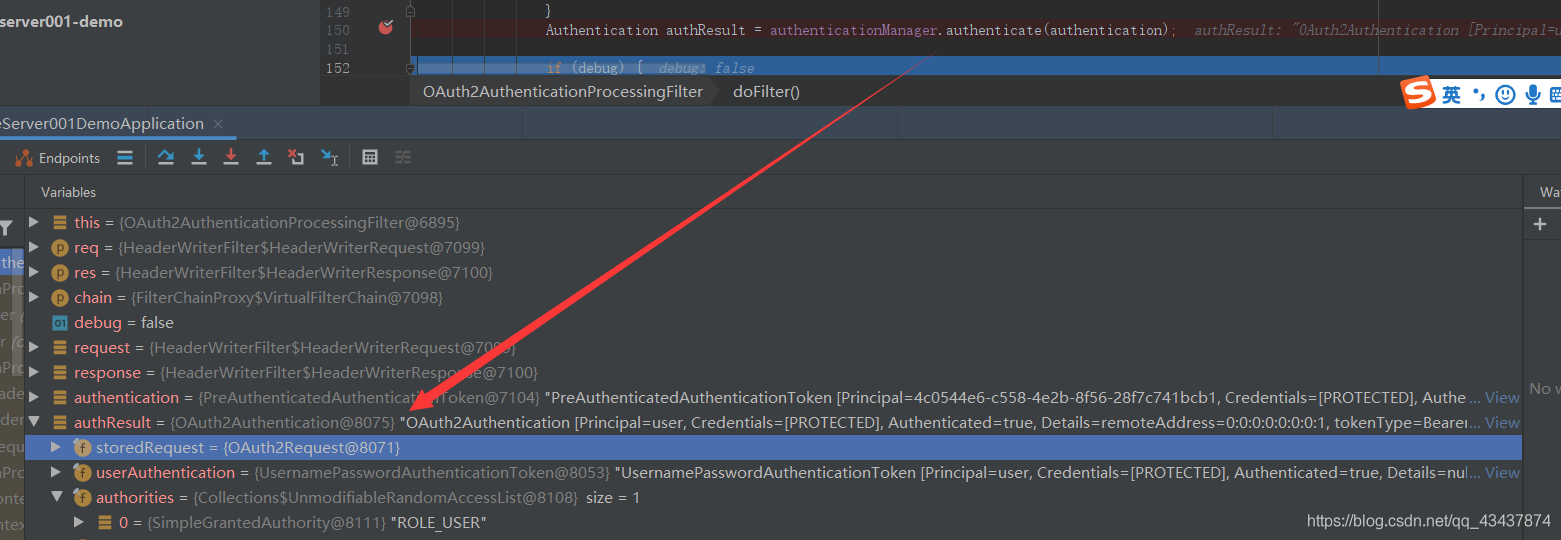 149 }
server001-demo
150 Authentication authResult = authenticationManager.authenticate(authentication); authResult: "OAuth2Authentication [Principal=u
151
152 if (debug) { debug: false
OAuth2AuthenticationProcessingFilter doFilter()
英
eServer001DemoApplication ×
Endpoints
Variables
Wa
this = {OAuth2AuthenticationProcessingFilter@6895}
req = {HeaderWriterFilter$HeaderWriterRequest@7099}
res = {HeaderWriterFilter$HeaderWriterResponse@7100}
chain = {FilterChainProxy$VirtualFilterChain@7098}
debug = false
request = {HeaderWriterFilter$HeaderWriterRequest@7099}
response = {HeaderWriterFilter$HeaderWriterResponse@7100}
No w
authentication = {PreAuthenticatedAuthenticationToken@7104} "PreAuthenticatedAuthenticationToken [Principal=4c0544e6-c558-4e2b-8f56-28f7c741bcb1, Credentials=[PROTECTED], Authe ... View
authResult = {OAuth2Authentication@8075} "OAuth2Authentication [Principal=user, Credentials=[PROTECTED], Authenticated=true, Details=remoteAddress=0:0:0:0:0:0:0:1, tokenType=Bearer ... View
storedRequest = {OAuth2Request@8071}
userAuthentication = {UsernamePasswordAuthenticationToken@8053} "UsernamePasswordAuthenticationToken [Principal=user, Credentials=[PROTECTED], Authenticated=true, Details=nul ... View
authorities = {Collections$UnmodifiableRandomAccessList@8108} size = 1
0 = {SimpleGrantedAuthority@8111} "ROLE_USER"
https://blog.csdn.net/qq_43437874